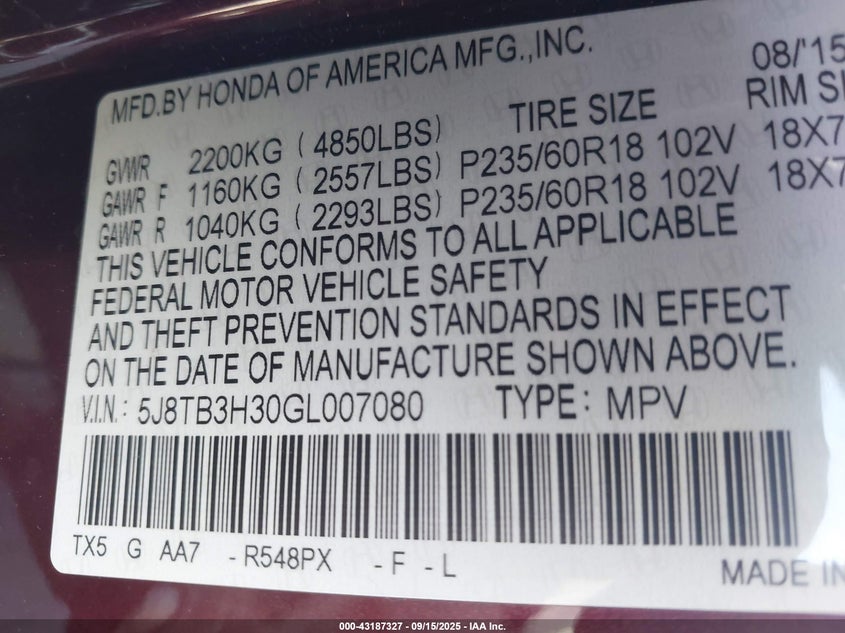 MFD.BY HONDA OF AMERICA MFG.,INC. 08/'15
TIRE SIZE RIM SI
GVWR 2200KG ( 4850LBS)
GAWR F 1160KG ( 2557LBS) P235/60R18 102V 18X7
GAWR R 1040KG ( 2293LBS) P235/60R18 102V 18X7
THIS VEHICLE CONFORMS TO ALL APPLICABLE
FEDERAL MOTOR VEHICLE SAFETY
AND THEFT PREVENTION STANDARDS IN EFFECT
ON THE DATE OF MANUFACTURE SHOWN ABOVE.
V.I.N.: 5J8TB3H30GL007080 TYPE: MPV
TX5 G AA7 - R548PX - F - L
MADE IN
000-43187327 - 09/15/2025 - IAA Inc.